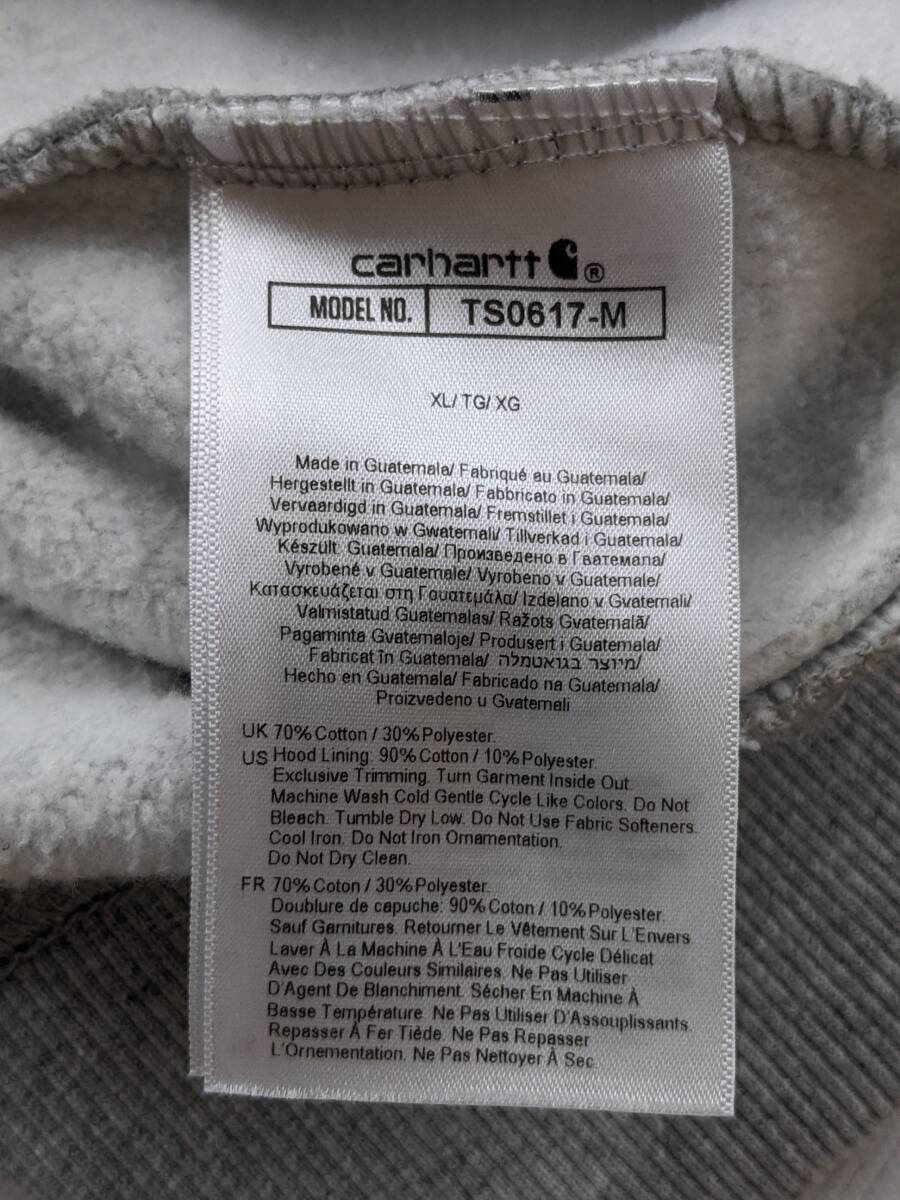 carhartt ®
MODEL NO. TS0617-M
XL/ TG/ XG
Made in Guatemala/ Fabriqué au Guatemala/
Hergestellt in Guatemala/ Fabbricato in Guatemala/
Vervaardigd in Guatemala/ Fremstillet i Guatemala/
Wyprodukowano w Gwatemali/ Tillverkad i Guatemala/
Készült: Guatemala/ Произведено в Гватемала/
Vyrobené v Guatemale/ Vyrobeno v Guatemale/
Κατασκευάζεται στη Γουατεμάλα/ Izdelano v Gvatemali/
Valmistatud Guatemalas/ Ražots Gvatemalā/
Pagaminta Gvatemaloje/ Produsert i Guatemala/
Fabricat în Guatemala/ מיוצר בגואטמלה/
Hecho en Guatemala/ Fabricado na Guatemala/
Proizvedeno u Gvatemali
UK 70% Cotton / 30% Polyester.
US Hood Lining: 90% Cotton / 10% Polyester.
Exclusive Trimming. Turn Garment Inside Out.
Machine Wash Cold Gentle Cycle Like Colors. Do Not
Bleach. Tumble Dry Low. Do Not Use Fabric Softeners.
Cool Iron. Do Not Iron Ornamentation.
Do Not Dry Clean.
FR 70% Coton / 30% Polyester.
Doublure de capuche: 90% Coton / 10% Polyester.
Sauf Garnitures. Retourner Le Vêtement Sur L'Envers
Laver À La Machine À L'Eau Froide Cycle Délicat
Avec Des Couleurs Similaires. Ne Pas Utiliser
D'Agent De Blanchiment. Sécher En Machine À
Basse Température. Ne Pas Utiliser D'Assouplissants.
Repasser À Fer Tiède. Ne Pas Repasser
L'Ornementation. Ne Pas Nettoyer À Sec.